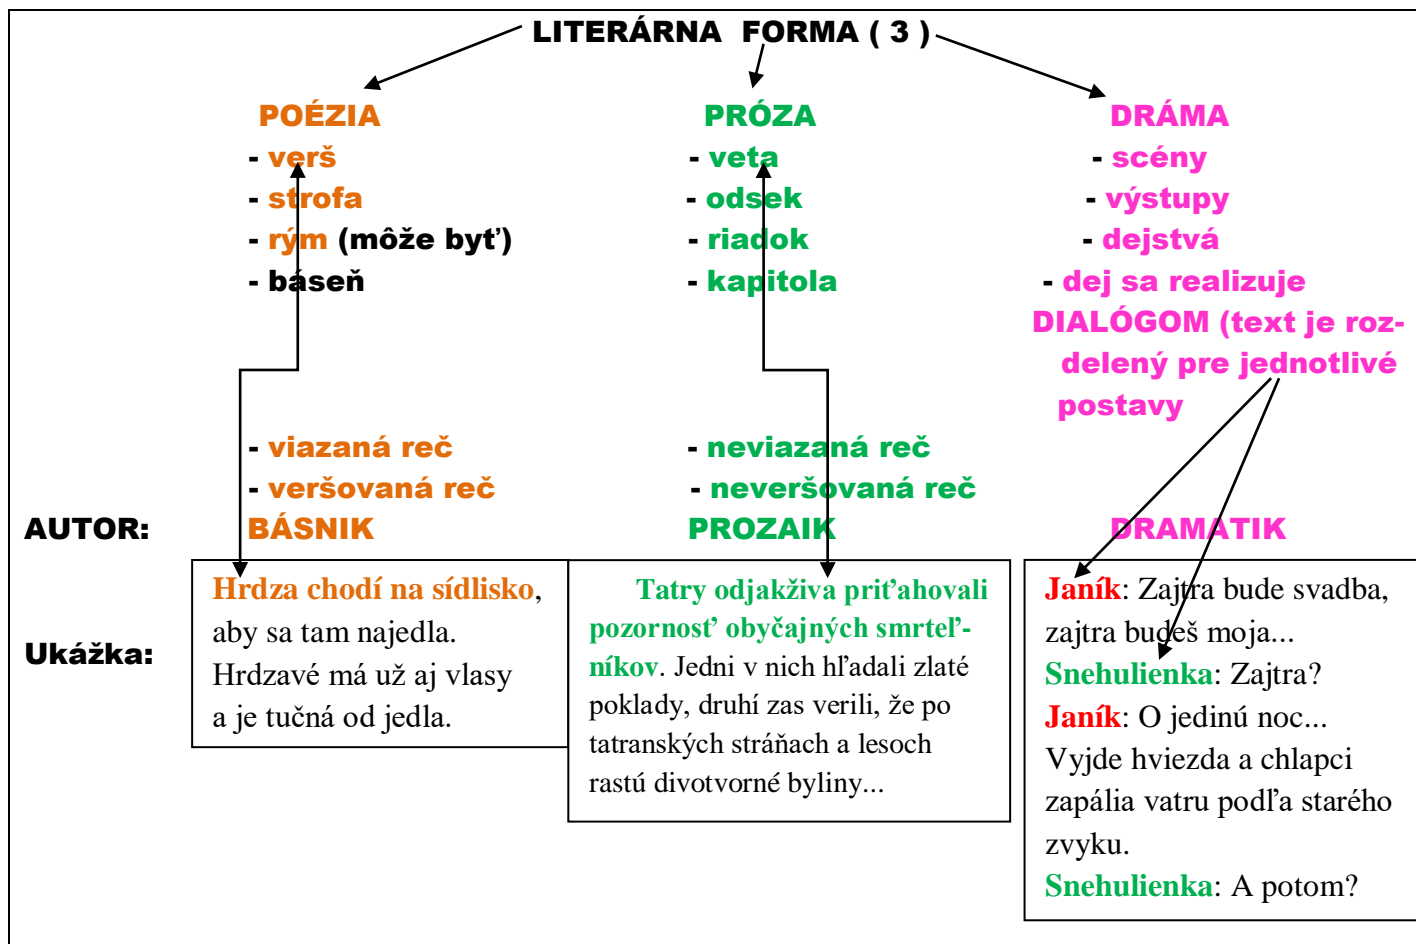 LITERÁRNA FORMA ( 3 )
POÉZIA
- verš
- strofa
- rým (môže byť)
- báseň
- viazaná reč
- veršovaná reč
PRÓZA
- veta
- odsek
- riadok
- kapitola
- neviazaná reč
- neveršovaná reč
DRÁMA
- scény
- výstupy
- dejstvá
- dej sa realizuje
DIALÓGOM (text je roz-
delený pre jednotlivé
postavy
AUTOR:
BÁSNIK
PROZAIK
DRAMATIK
Ukážka:
Hrdza chodí na sídlisko,
aby sa tam najedla.
Hrdzavé má už aj vlasy
a je tučná od jedla.
Tatry odjakživa priťahovali
pozornosť obyčajných smrteľ-
níkov. Jedni v nich hľadali zlaté
poklady, druhí zas verili, že po
tatranských stráňach a lesoch
rastú divotvorné byliny...
Janík: Zajtra bude svadba,
zajtra budeš moja...
Snehulienka: Zajtra?
Janík: O jedinú noc...
Vyjde hviezda a chlapci
zapália vatru podľa starého
zvyku.
Snehulienka: A potom?